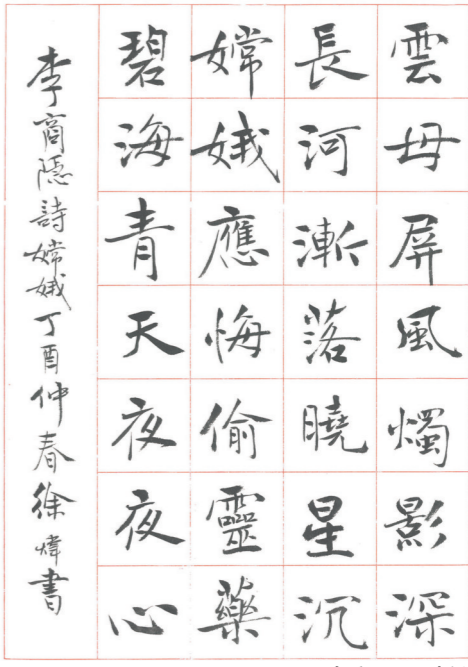 雲母屏風燭影深
長河漸落曉星沉
嫦娥應悔偷靈藥
碧海青天夜夜心
李商隱詩嫦娥丁酉仲春徐煒書